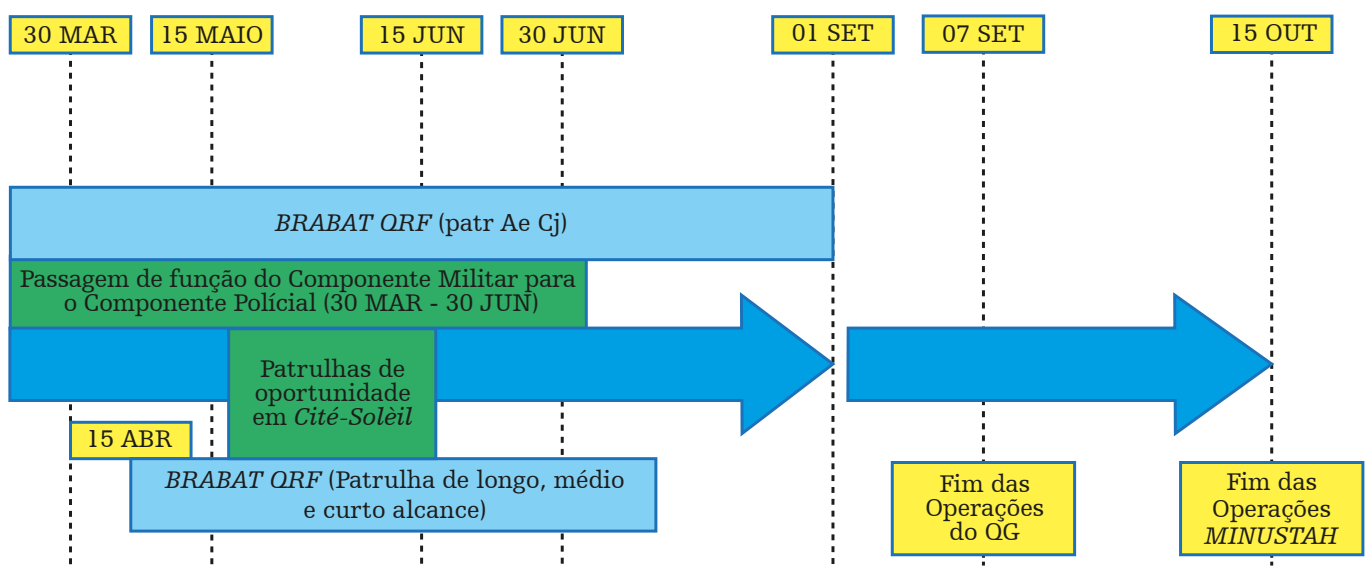 30 MAR
15 MAIO
15 JUN
30 JUN
01 SET
07 SET
15 OUT
BRABAT QRF (patr Ae Cj)
Passagem de função do Componente Militar para
o Componente Polícial (30 MAR - 30 JUN)
Patrulhas de
oportunidade
em Cité-Solèil
15 ABR
BRABAT QRF (Patrulha de longo, médio
e curto alcance)
Fim das
Operações
do QG
Fim das
Operações
MINUSTAH